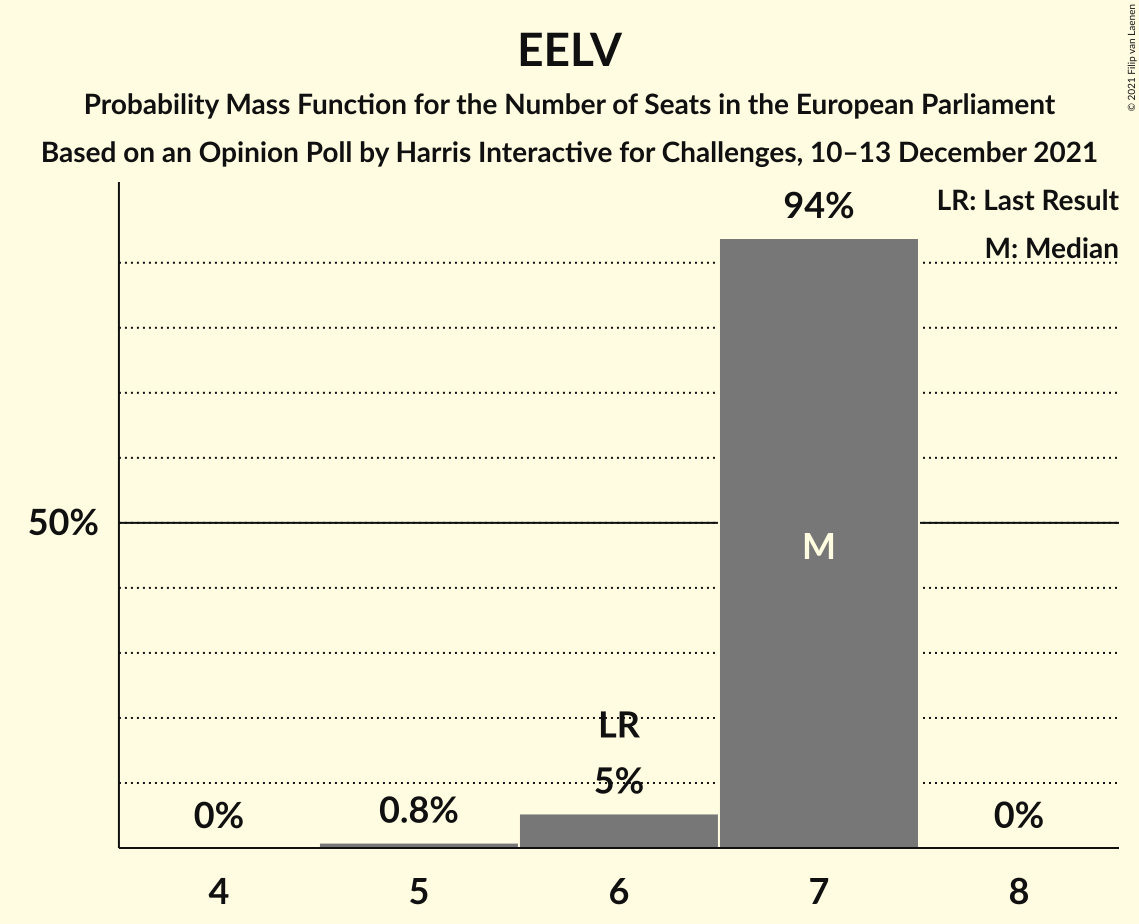 EELV
Probability Mass Function for the Number of Seats in the European Parliament
Based on an Opinion Poll by Harris Interactive for Challenges, 10–13 December 2021
© 2021 Filip van Laenen
LR: Last Result
M: Median
94%
50%
M
LR
5%
0%
0.8%
0%
4
5
6
7
8